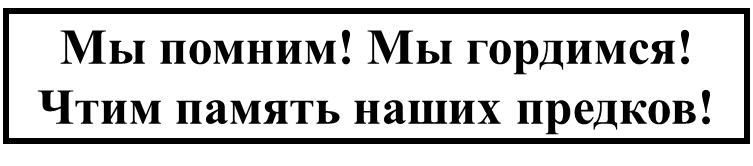 Мы помним! Мы гордимся!
Чтим память наших предков!